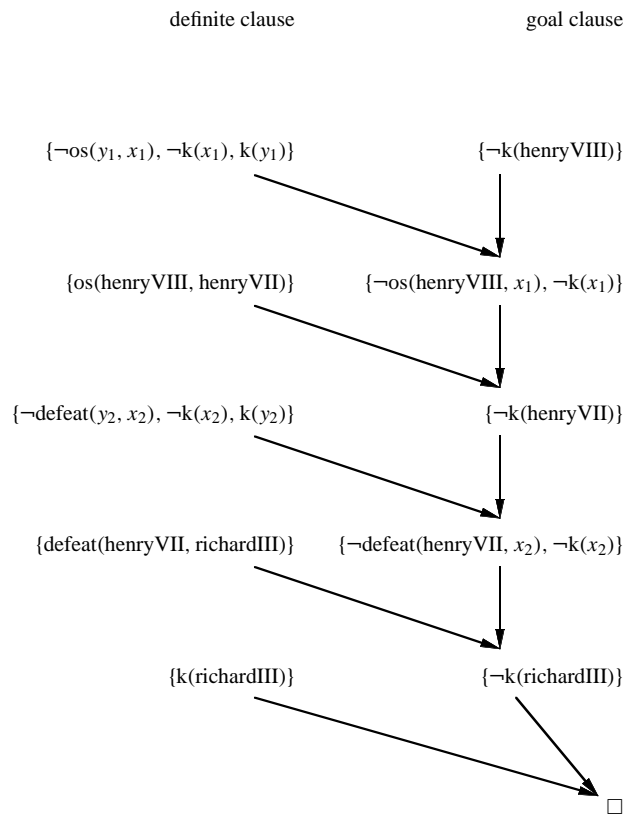 definite clause goal clause
{¬os(y₁, x₁), ¬k(x₁), k(y₁)} {¬k(henryVIII)}
{os(henryVIII, henryVII)} {¬os(henryVIII, x₁), ¬k(x₁)}
{¬defeat(y₂, x₂), ¬k(x₂), k(y₂)} {¬k(henryVII)}
{defeat(henryVII, richardIII)} {¬defeat(henryVII, x₂), ¬k(x₂)}
{k(richardIII)} {¬k(richardIII)}
□